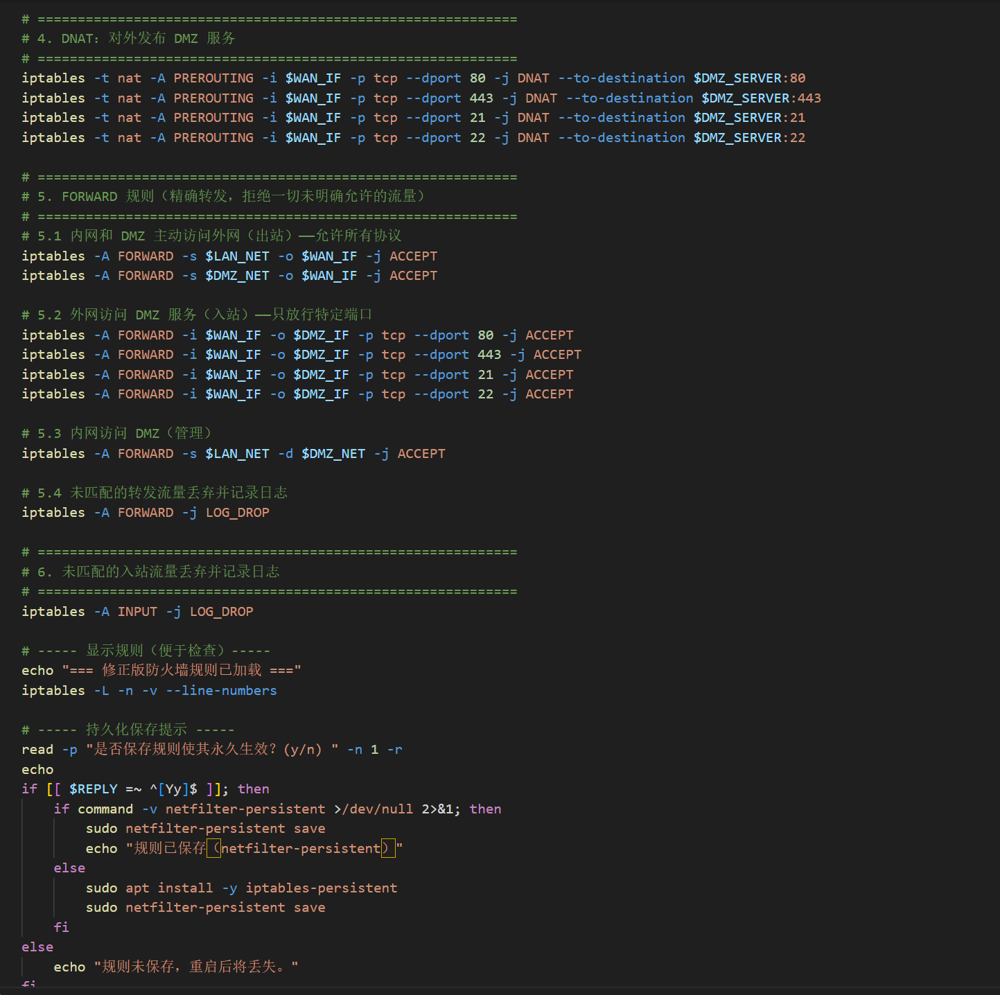 # ============================================================
# 4. DNAT：对外发布 DMZ 服务
# ============================================================
iptables -t nat -A PREROUTING -i $WAN_IF -p tcp --dport 80 -j DNAT --to-destination $DMZ_SERVER:80
iptables -t nat -A PREROUTING -i $WAN_IF -p tcp --dport 443 -j DNAT --to-destination $DMZ_SERVER:443
iptables -t nat -A PREROUTING -i $WAN_IF -p tcp --dport 21 -j DNAT --to-destination $DMZ_SERVER:21
iptables -t nat -A PREROUTING -i $WAN_IF -p tcp --dport 22 -j DNAT --to-destination $DMZ_SERVER:22
# ============================================================
# 5. FORWARD 规则（精确转发，拒绝一切未明确允许的流量）
# ============================================================
# 5.1 内网和 DMZ 主动访问外网（出站）——允许所有协议
iptables -A FORWARD -s $LAN_NET -o $WAN_IF -j ACCEPT
iptables -A FORWARD -s $DMZ_NET -o $WAN_IF -j ACCEPT
# 5.2 外网访问 DMZ 服务（入站）——只放行特定端口
iptables -A FORWARD -i $WAN_IF -o $DMZ_IF -p tcp --dport 80 -j ACCEPT
iptables -A FORWARD -i $WAN_IF -o $DMZ_IF -p tcp --dport 443 -j ACCEPT
iptables -A FORWARD -i $WAN_IF -o $DMZ_IF -p tcp --dport 21 -j ACCEPT
iptables -A FORWARD -i $WAN_IF -o $DMZ_IF -p tcp --dport 22 -j ACCEPT
# 5.3 内网访问 DMZ（管理）
iptables -A FORWARD -s $LAN_NET -d $DMZ_NET -j ACCEPT
# 5.4 未匹配的转发流量丢弃并记录日志
iptables -A FORWARD -j LOG_DROP
# ============================================================
# 6. 未匹配的入站流量丢弃并记录日志
# ============================================================
iptables -A INPUT -j LOG_DROP
# ----- 显示规则（便于检查）-----
echo "=== 修正版防火墙规则已加载 ==="
iptables -L -n -v --line-numbers
# ----- 持久化保存提示 -----
read -p "是否保存规则使其永久生效？(y/n) " -n 1 -r
echo
if [[ $REPLY =~ ^[Yy]$ ]]; then
    if command -v netfilter-persistent >/dev/null 2>&1; then
        sudo netfilter-persistent save
        echo "规则已保存（netfilter-persistent）"
    else
        sudo apt install -y iptables-persistent
        sudo netfilter-persistent save
    fi
else
    echo "规则未保存，重启后将丢失。"
fi